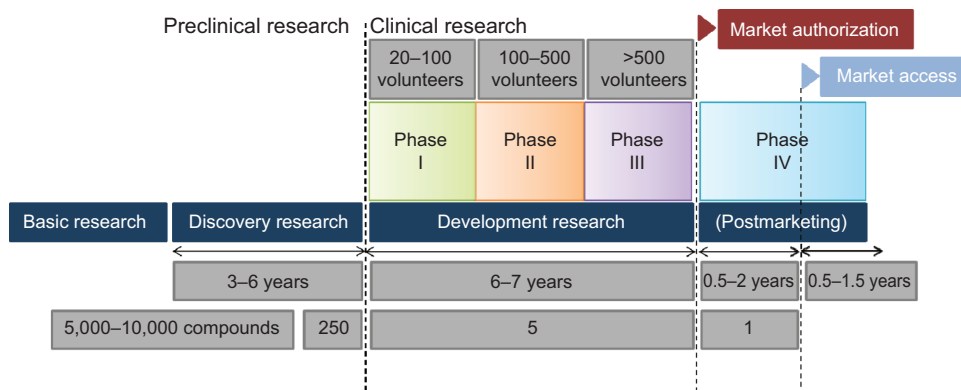 Preclinical research
Clinical research
Market authorization
20–100
volunteers
100–500
volunteers
>500
volunteers
Market access
Phase
I
Phase
II
Phase
III
Phase
IV
Basic research
Discovery research
Development research
(Postmarketing)
3–6 years
6–7 years
0.5–2 years
0.5–1.5 years
5,000–10,000 compounds
250
5
1